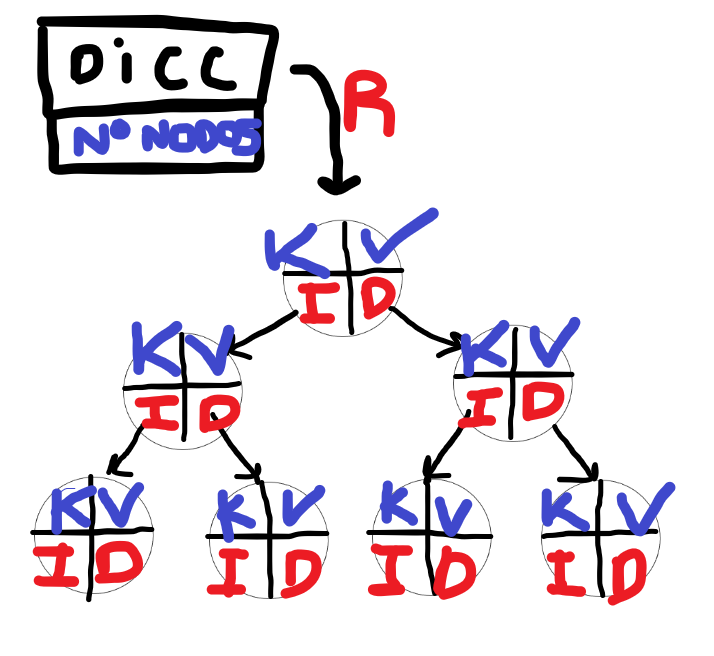 DiCC
R
Nº NODOS
K V
I D
K V K V
I D I D
K V K V K V K V
I D I D I D I D